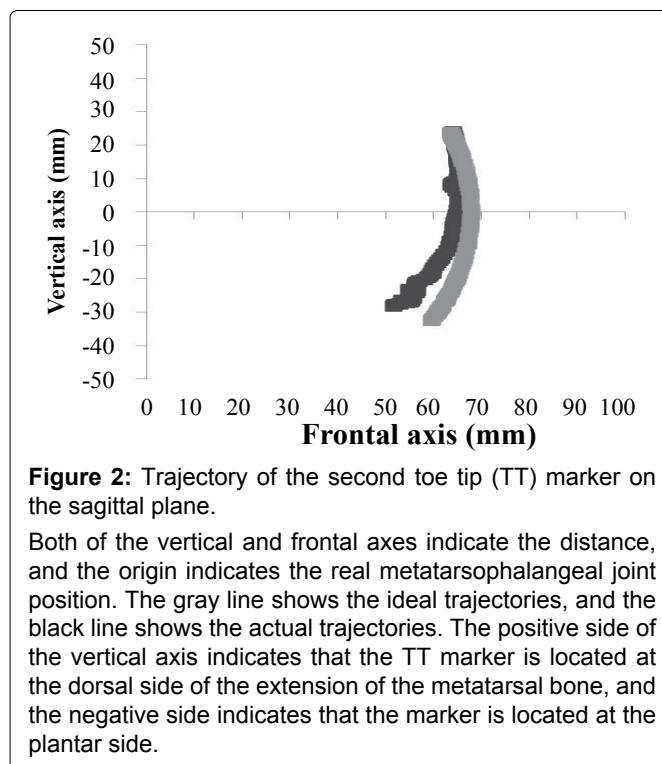 50
40
30
20
10
0
-10
-20
-30
-40
-50
Vertical axis (mm)
0 10 20 30 40 50 60 70 80 90 100
Frontal axis (mm)
Figure 2: Trajectory of the second toe tip (TT) marker on
the sagittal plane.
Both of the vertical and frontal axes indicate the distance,
and the origin indicates the real metatarsophalangeal joint
position. The gray line shows the ideal trajectories, and the
black line shows the actual trajectories. The positive side of
the vertical axis indicates that the TT marker is located at
the dorsal side of the extension of the metatarsal bone, and
the negative side indicates that the marker is located at the
plantar side.